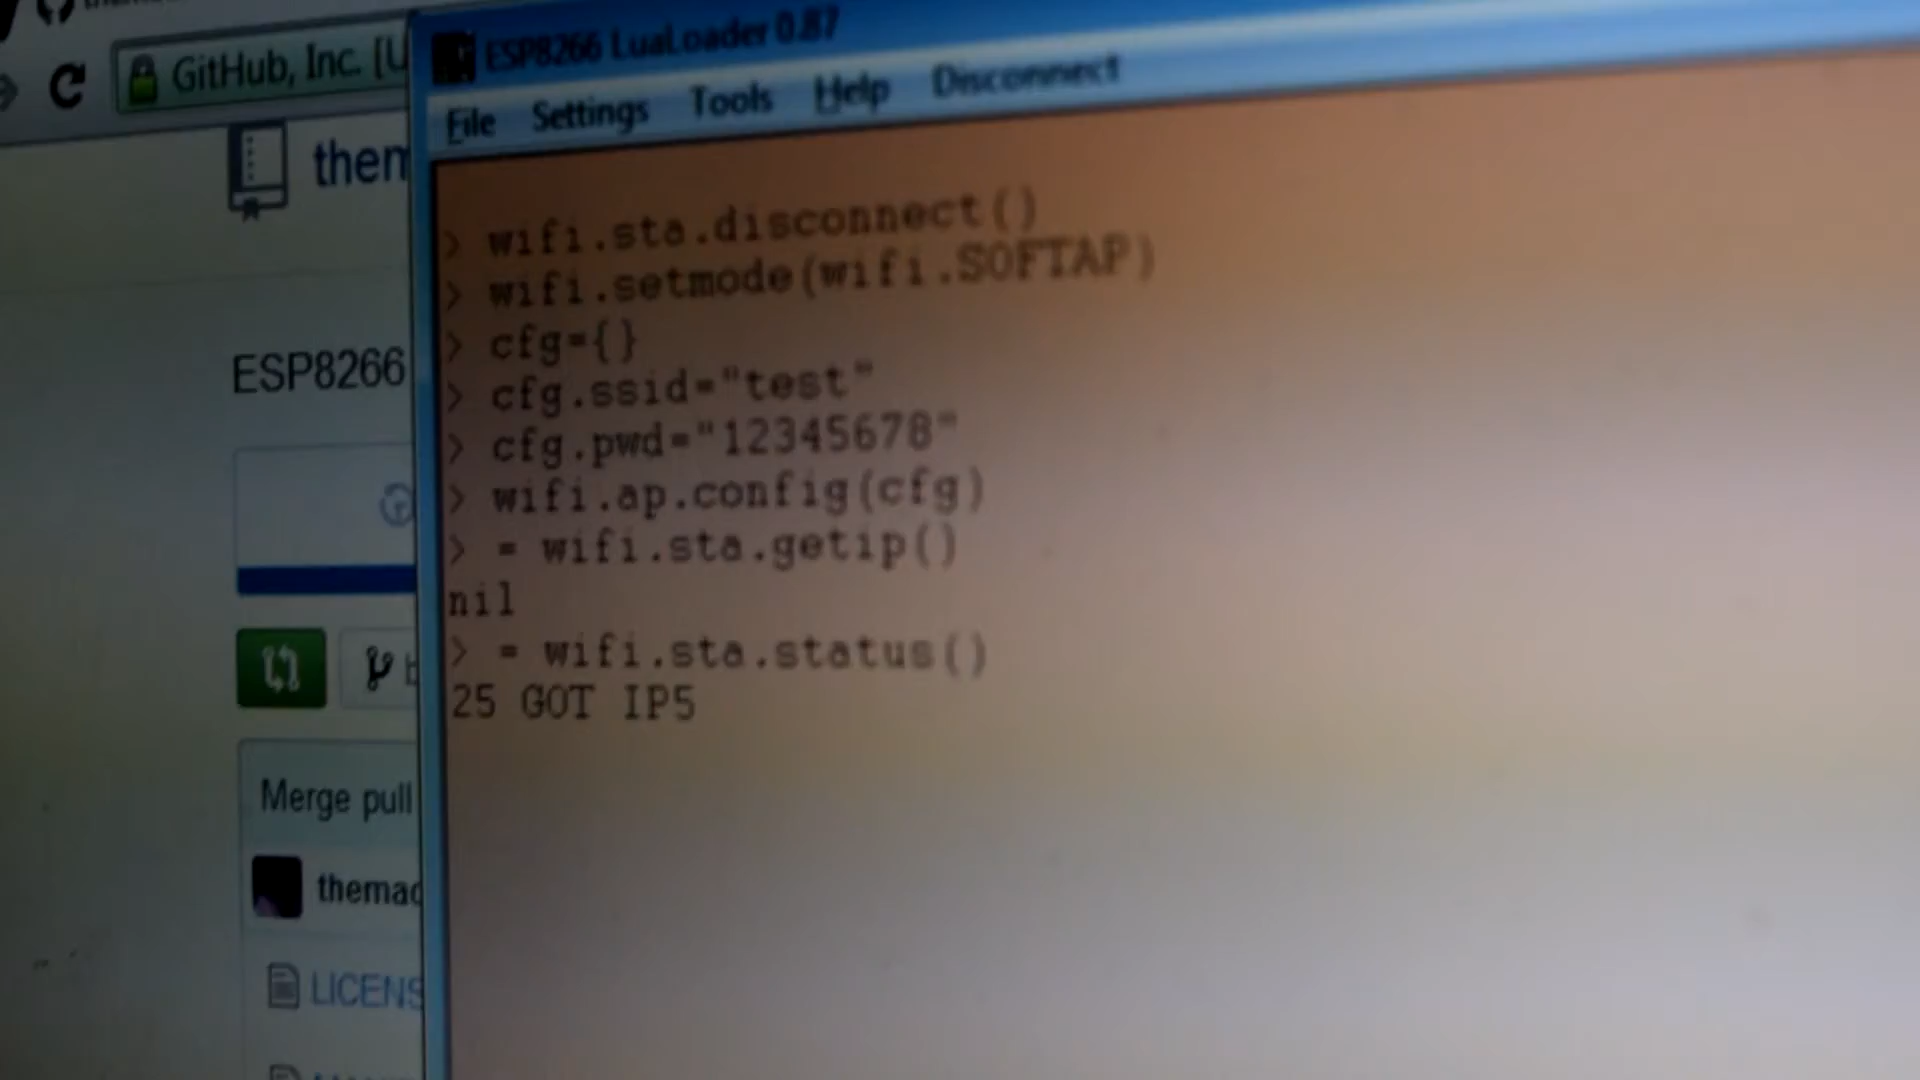 GitHub, Inc. [U
them
ESP8266
Merge pull
themad
LICENS
ESP8266 LuaLoader 0.87
File Settings Tools Help Disconnect
> wifi.sta.disconnect()
> wifi.setmode(wifi.SOFTAP)
> cfg={}
> cfg.ssid="test"
> cfg.pwd="12345678"
> wifi.ap.config(cfg)
> = wifi.sta.getip()
nil
> = wifi.sta.status()
25 GOT IP5